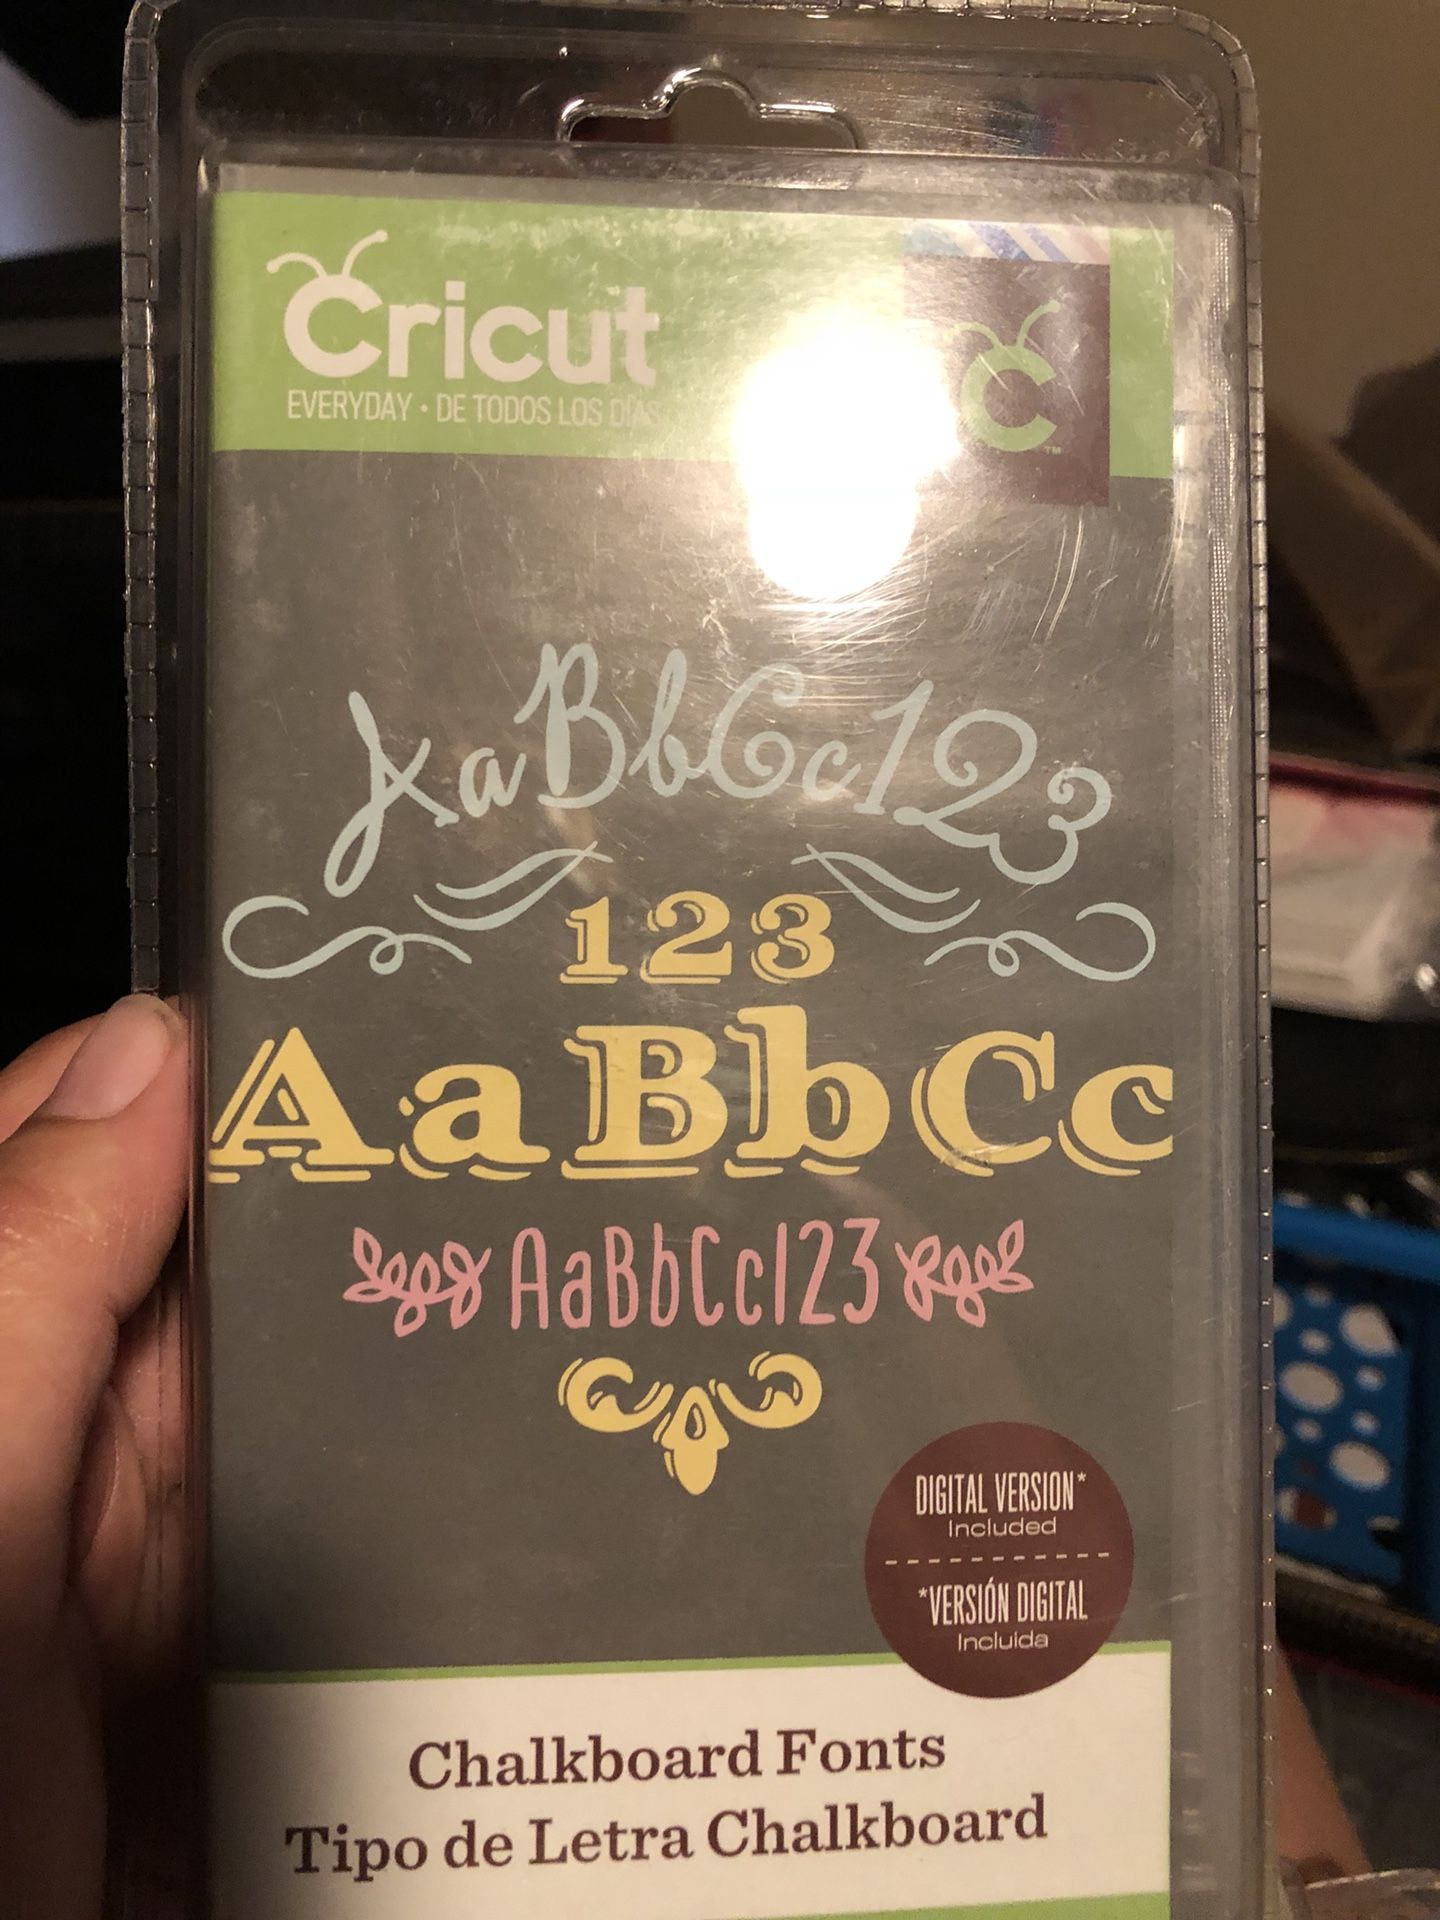 Cricut
EVERYDAY • DE TODOS LOS DÍAS
C™
AaBbCc123
123
AaBbCc
AaBbCc123
DIGITAL VERSION*
Included
*VERSIÓN DIGITAL
Incluida
Chalkboard Fonts
Tipo de Letra Chalkboard